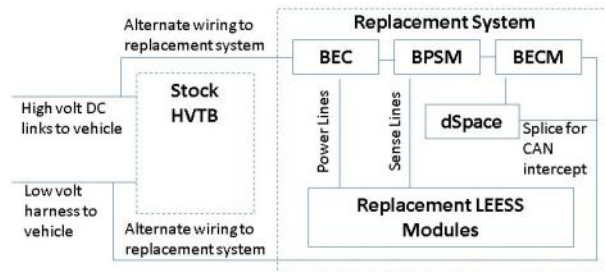 Replacement System
Alternate wiring to
replacement system
BEC
BPSM
BECM
Stock
HVTB
High volt DC
links to vehicle
Power Lines
Sense Lines
dSpace
Splice for
CAN
intercept
Low volt
harness to
vehicle
Alternate wiring to
replacement system
Replacement LEESS
Modules